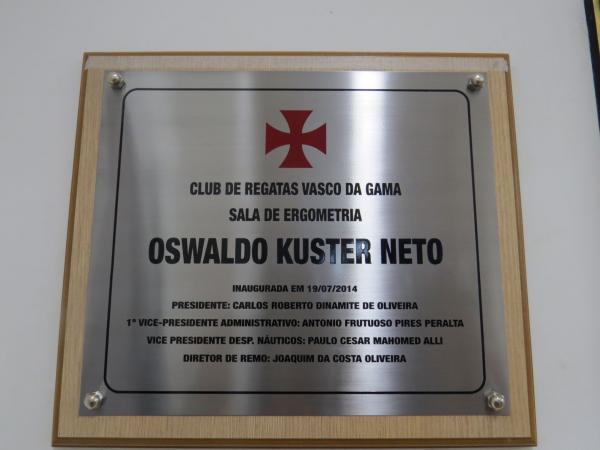 CLUB DE REGATAS VASCO DA GAMA
SALA DE ERGOMETRIA
OSWALDO KUSTER NETO
INAUGURADA EM 19/07/2014
PRESIDENTE: CARLOS ROBERTO DINAMITE DE OLIVEIRA
1º VICE-PRESIDENTE ADMINISTRATIVO: ANTONIO FRUTUOSO PIRES PERALTA
VICE PRESIDENTE DESP. NÁUTICOS: PAULO CESAR MAHOMED ALLI
DIRETOR DE REMO: JOAQUIM DA COSTA OLIVEIRA